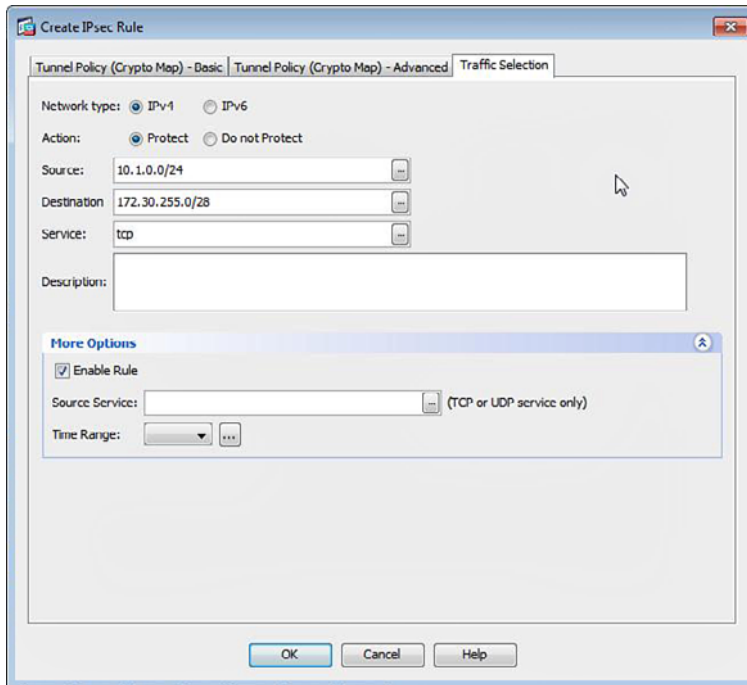 Create IPsec Rule
Tunnel Policy (Crypto Map) - Basic Tunnel Policy (Crypto Map) - Advanced Traffic Selection
Network type: IPv4 IPv6
Action: Protect Do not Protect
Source: 10.1.0.0/24 ...
Destination 172.30.255.0/28 ...
Service: tcp ...
Description:
More Options
Enable Rule
Source Service: ... (TCP or UDP service only)
Time Range: ...
OK Cancel Help